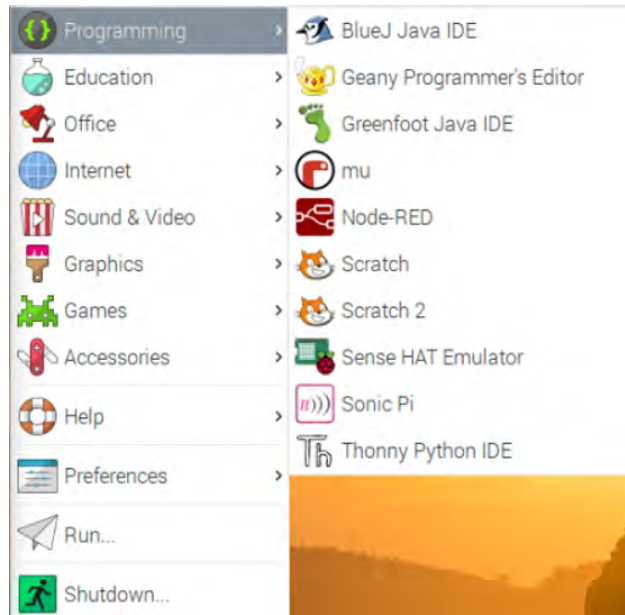 Programming
Education
Office
Internet
Sound & Video
Graphics
Games
Accessories
Help
Preferences
Run...
Shutdown...
BlueJ Java IDE
Geany Programmer's Editor
Greenfoot Java IDE
mu
Node-RED
Scratch
Scratch 2
Sense HAT Emulator
π)))
Sonic Pi
Th
Thonny Python IDE